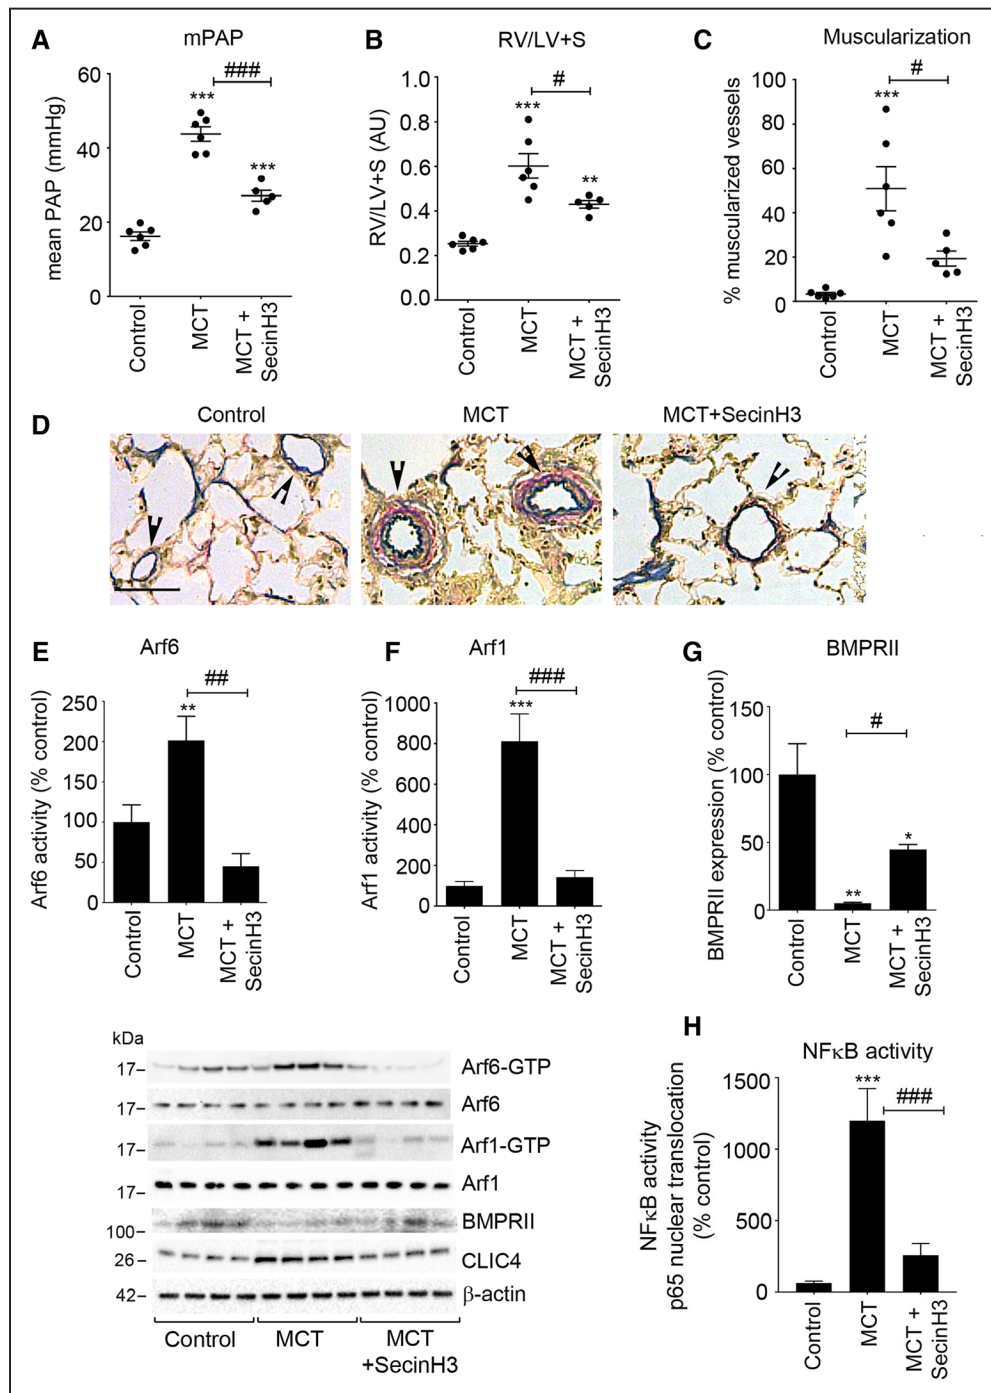 A
mPAP
###
***
***
mean PAP (mmHg)
60
40
20
0
Control
MCT
MCT +
SecinH3
B
RV/LV+S
#
***
**
RV/LV+S (AU)
1.0
0.8
0.6
0.4
0.2
0.0
Control
MCT
MCT +
SecinH3
C
Muscularization
#
***
% muscularized vessels
100
80
60
40
20
0
Control
MCT
MCT +
SecinH3
D
Control
MCT
MCT+SecinH3
E
Arf6
##
**
Arf6 activity (% control)
250
200
150
100
50
0
Control
MCT
MCT +
SecinH3
F
Arf1
###
***
Arf1 activity (% control)
1000
800
600
400
200
0
Control
MCT
MCT +
SecinH3
G
BMPRII
#
**
*
BMPRII expression (% control)
150
100
50
0
Control
MCT
MCT +
SecinH3
kDa
17–
Arf6-GTP
17–
Arf6
17–
Arf1-GTP
17–
Arf1
100–
BMPRII
26–
CLIC4
42–
β-actin
Control
MCT
MCT
+SecinH3
H
NFκB activity
***
###
NFκB activity
p65 nuclear translocation
(% control)
1500
1000
500
0
Control
MCT
MCT +
SecinH3